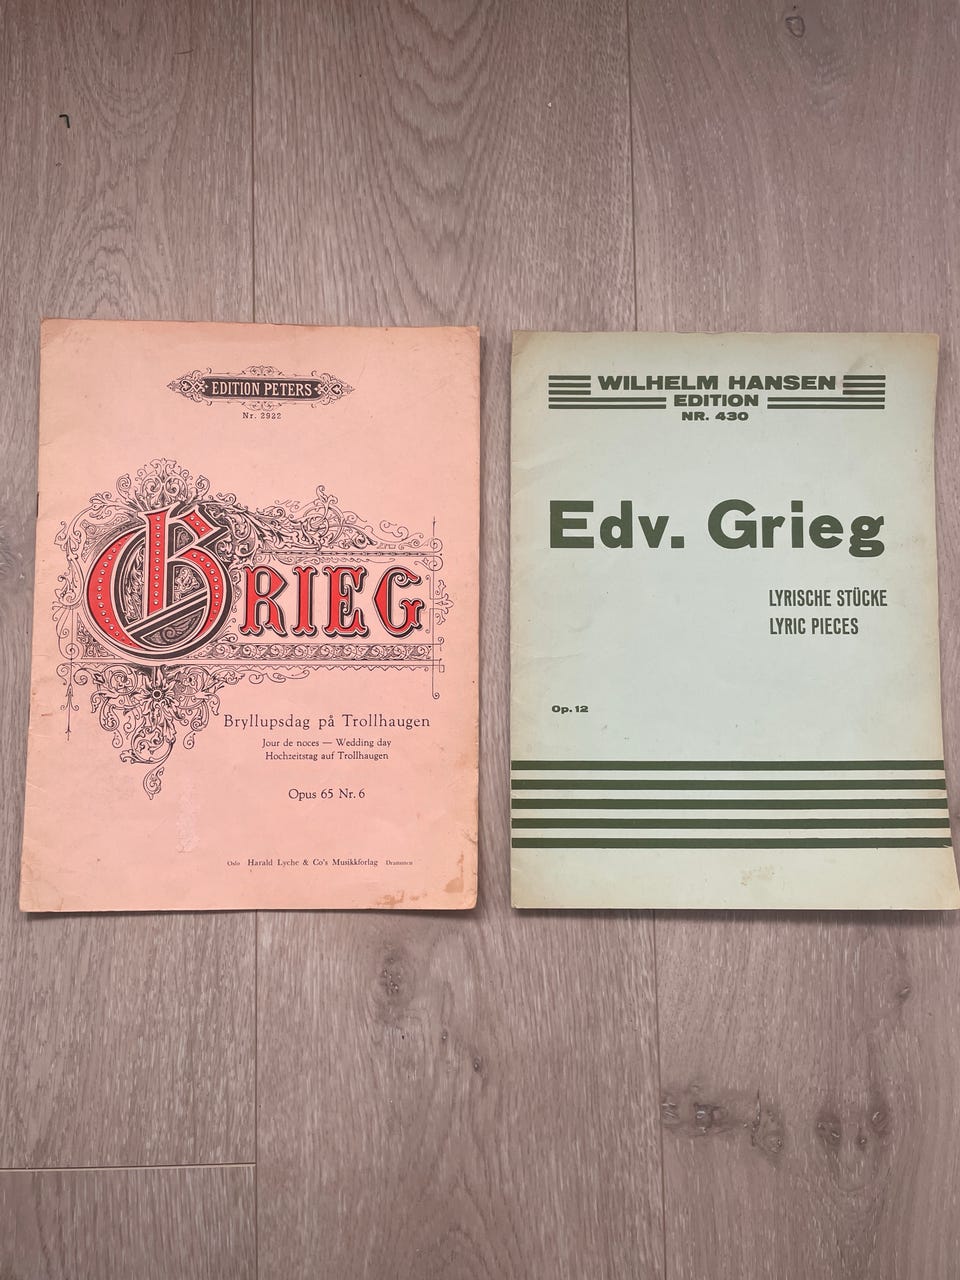 EDITION PETERS
Nr. 2922
GRIEG
Bryllupsdag på Trollhaugen
Jour de noces — Wedding day
Hochzeitstag auf Trollhaugen
Opus 65 Nr. 6
Oslo Harald Lyche & Co's Musikkforlag Drammen
WILHELM HANSEN
EDITION
NR. 430
Edv. Grieg
LYRISCHE STÜCKE
LYRIC PIECES
Op. 12